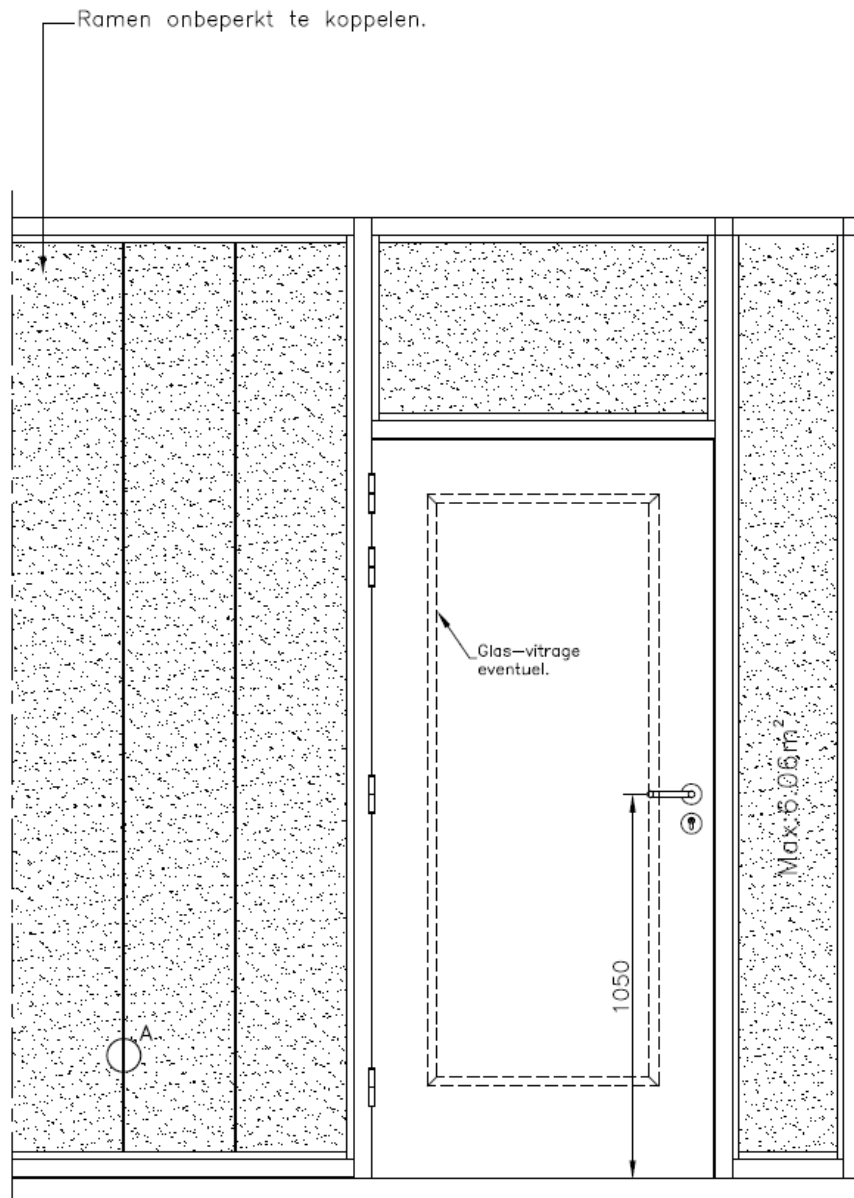 Ramen onbeperkt te koppelen.
Glas-vitrage
eventuel.
Max.6.06m²
1050
A